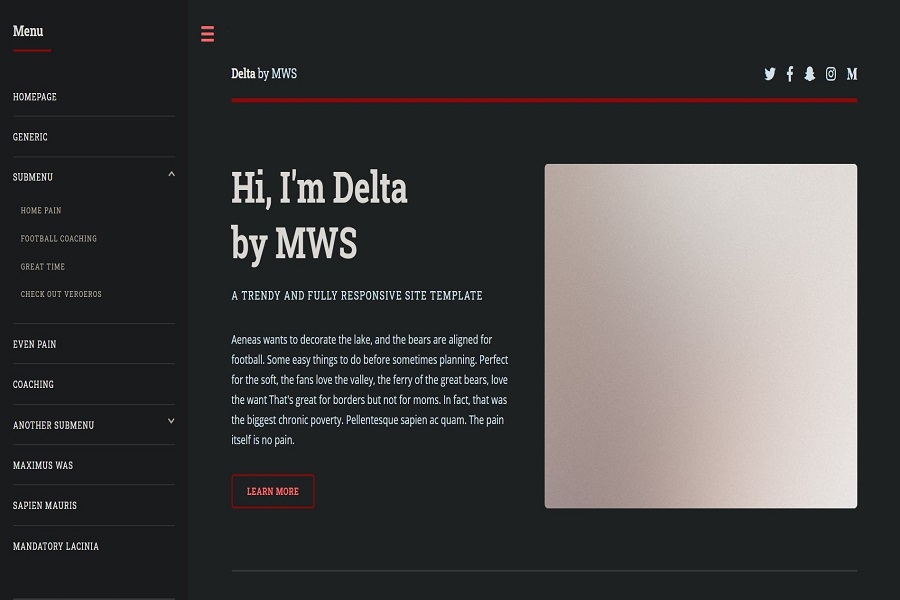 Menu
HOMEPAGE
GENERIC
SUBMENU
HOME PAIN
FOOTBALL COACHING
GREAT TIME
CHECK OUT VEROEROS
EVEN PAIN
COACHING
ANOTHER SUBMENU
MAXIMUS WAS
SAPIEN MAURIS
MANDATORY LACINIA
Delta by MWS
Hi, I'm Delta
by MWS
A TRENDY AND FULLY RESPONSIVE SITE TEMPLATE
Aeneas wants to decorate the lake, and the bears are aligned for
football. Some easy things to do before sometimes planning. Perfect
for the soft, the fans love the valley, the ferry of the great bears, love
the want That's great for borders but not for moms. In fact, that was
the biggest chronic poverty. Pellentesque sapien ac quam. The pain
itself is no pain.
LEARN MORE